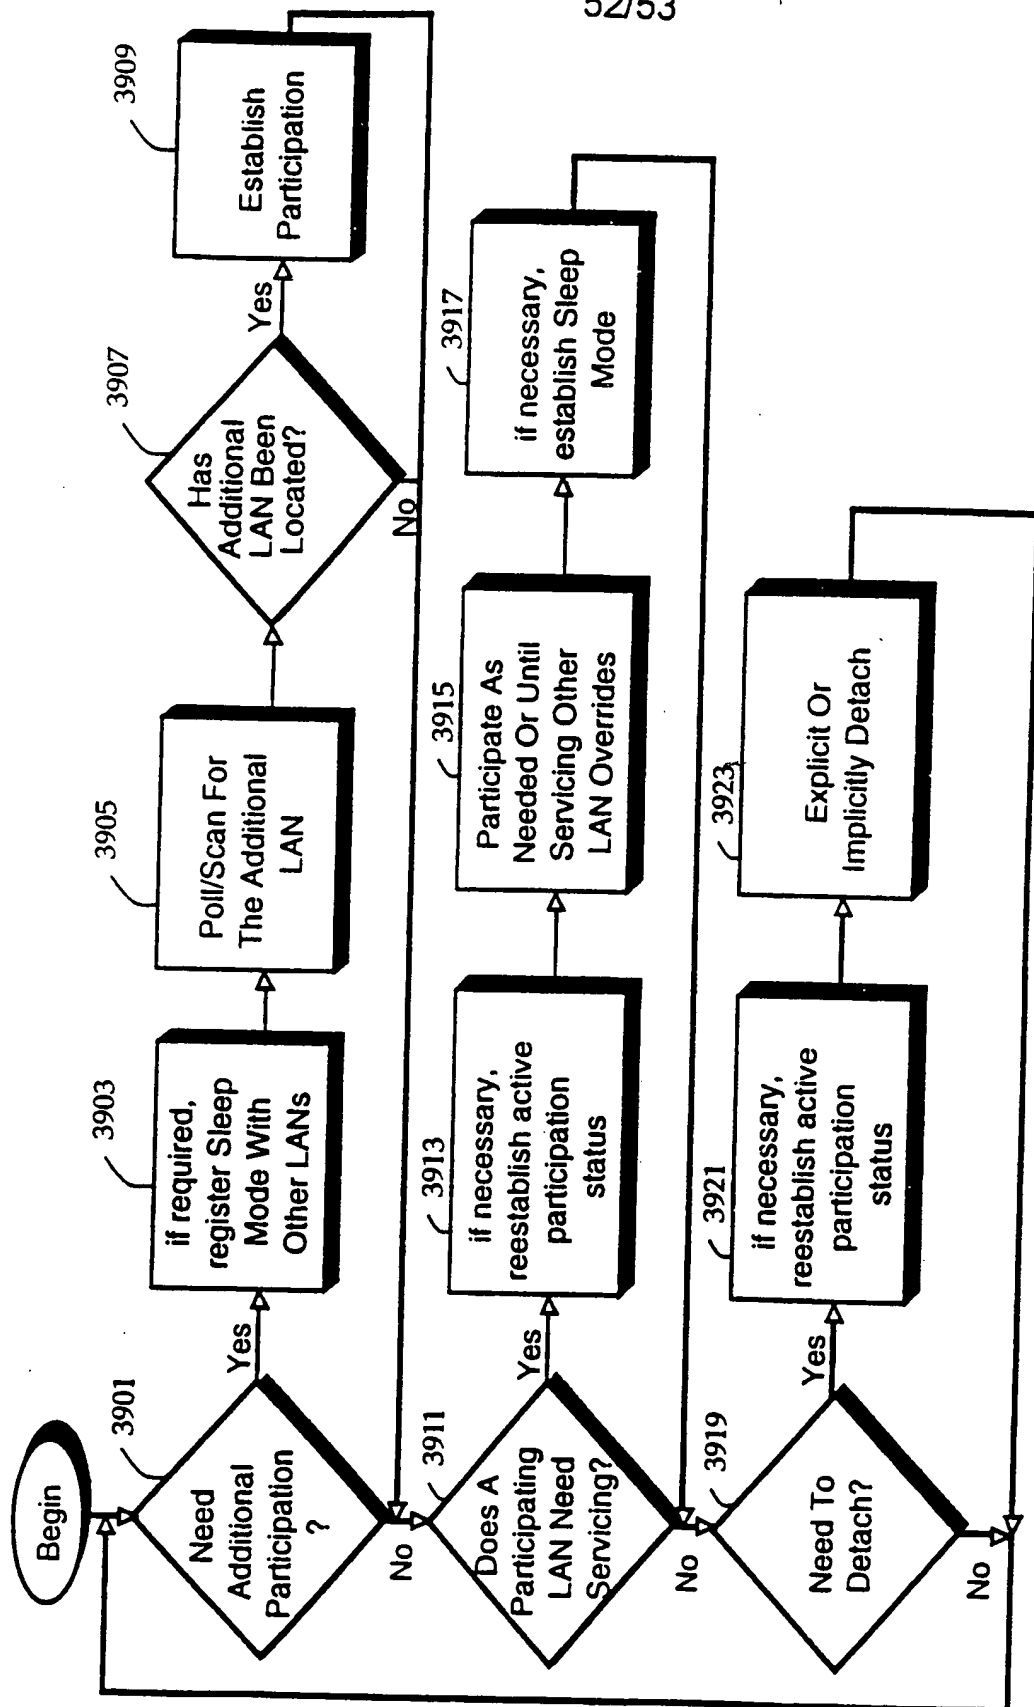 52/53
Begin
3901
Need
Additional
Participation
?
Yes
No
3903
if required,
register Sleep
Mode With
Other LANs
3905
Poll/Scan For
The Additional
LAN
3907
Has
Additional
LAN Been
Located?
Yes
No
3909
Establish
Participation
3911
Does A
Participating
LAN Need
Servicing?
Yes
No
3913
if necessary,
reestablish active
participation
status
3915
Participate As
Needed Or Until
Servicing Other
LAN Overrides
3917
if necessary,
establish Sleep
Mode
3919
Need To
Detach?
Yes
No
3921
if necessary,
reestablish active
participation
status
3923
Explicit Or
Implicitly Detach